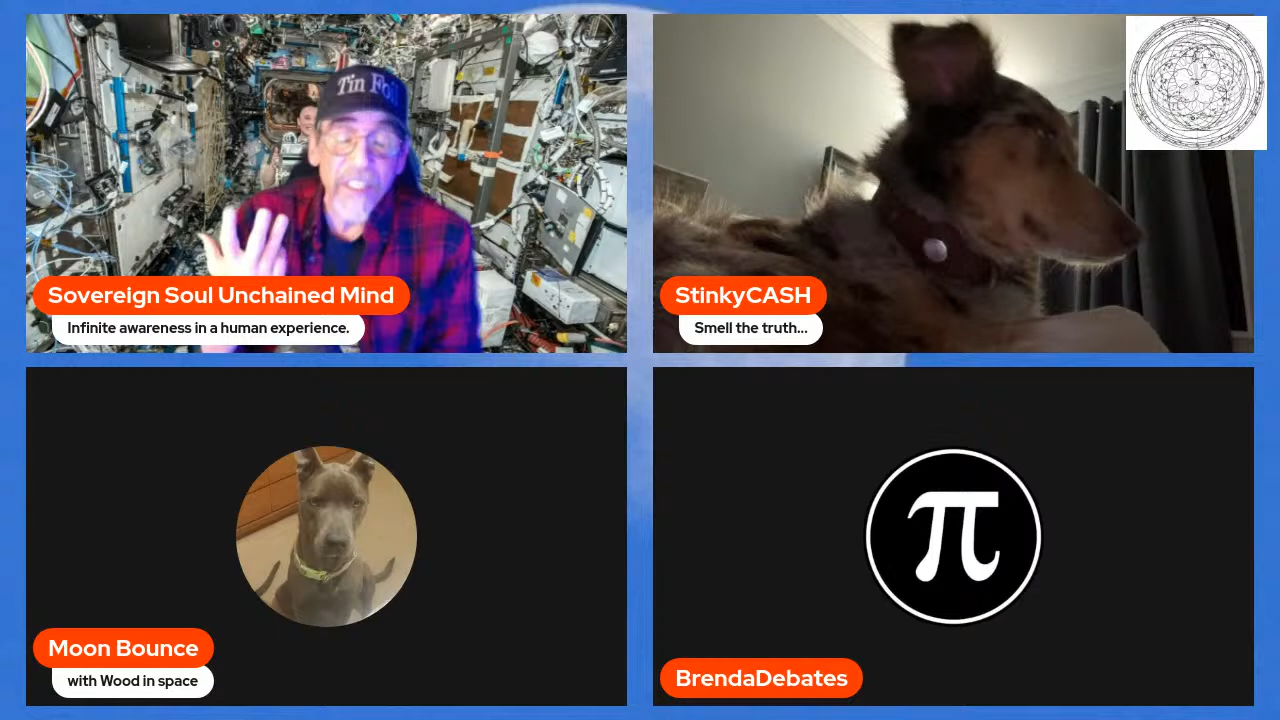 Tin Foil
Sovereign Soul Unchained Mind
Infinite awareness in a human experience.
StinkyCASH
Smell the truth...
π
Moon Bounce
with Wood in space
BrendaDebates